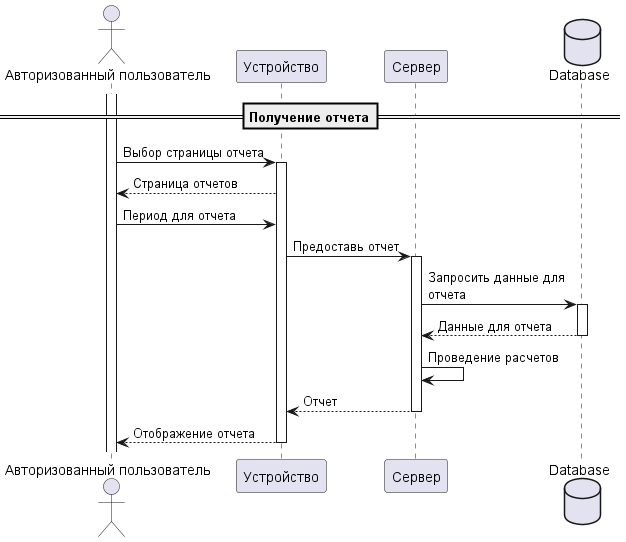 Авторизованный пользователь
Устройство
Сервер
Database
Получение отчета
Выбор страницы отчета
Страница отчетов
Период для отчета
Предоставь отчет
Запросить данные для
отчета
Данные для отчета
Проведение расчетов
Отчет
Отображение отчета
Авторизованный пользователь
Устройство
Сервер
Database